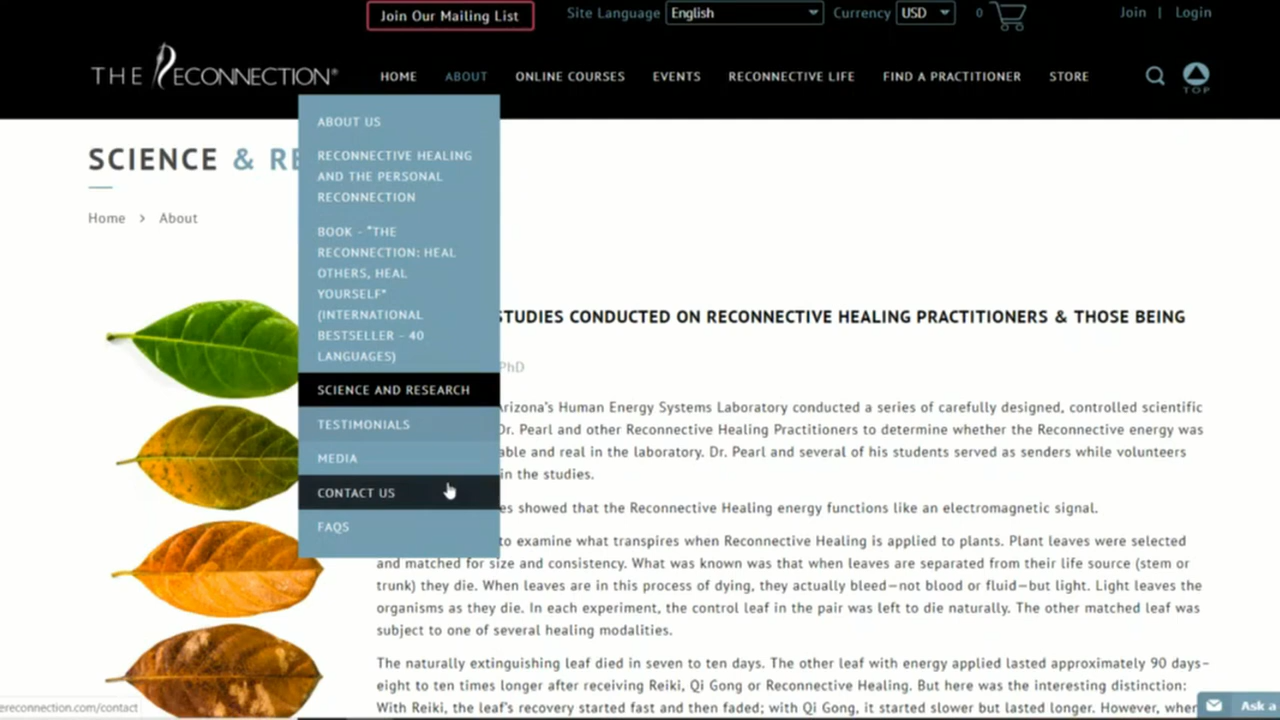 Join Our Mailing List
Site Language English Currency USD 0
Join | Login
THE RECONNECTION®
HOME ABOUT ONLINE COURSES EVENTS RECONNECTIVE LIFE FIND A PRACTITIONER STORE
TOP
ABOUT US
RECONNECTIVE HEALING
AND THE PERSONAL
RECONNECTION
BOOK - "THE
RECONNECTION: HEAL
OTHERS, HEAL
YOURSELF"
(INTERNATIONAL
BESTSELLER - 40
LANGUAGES)
SCIENCE AND RESEARCH
TESTIMONIALS
MEDIA
CONTACT US
FAQS
SCIENCE & RE
Home > About
STUDIES CONDUCTED ON RECONNECTIVE HEALING PRACTITIONERS & THOSE BEING
PhD
Arizona's Human Energy Systems Laboratory conducted a series of carefully designed, controlled scientific
Dr. Pearl and other Reconnective Healing Practitioners to determine whether the Reconnective energy was
able and real in the laboratory. Dr. Pearl and several of his students served as senders while volunteers
in the studies.
es showed that the Reconnective Healing energy functions like an electromagnetic signal.
to examine what transpires when Reconnective Healing is applied to plants. Plant leaves were selected
and matched for size and consistency. What was known was that when leaves are separated from their life source (stem or
trunk) they die. When leaves are in this process of dying, they actually bleed—not blood or fluid—but light. Light leaves the
organisms as they die. In each experiment, the control leaf in the pair was left to die naturally. The other matched leaf was
subject to one of several healing modalities.
The naturally extinguishing leaf died in seven to ten days. The other leaf with energy applied lasted approximately 90 days–
eight to ten times longer after receiving Reiki, Qi Gong or Reconnective Healing. But here was the interesting distinction:
With Reiki, the leaf's recovery started fast and then faded; with Qi Gong, it started slower but lasted longer. However, when
ereconnection.com/contact
Ask a